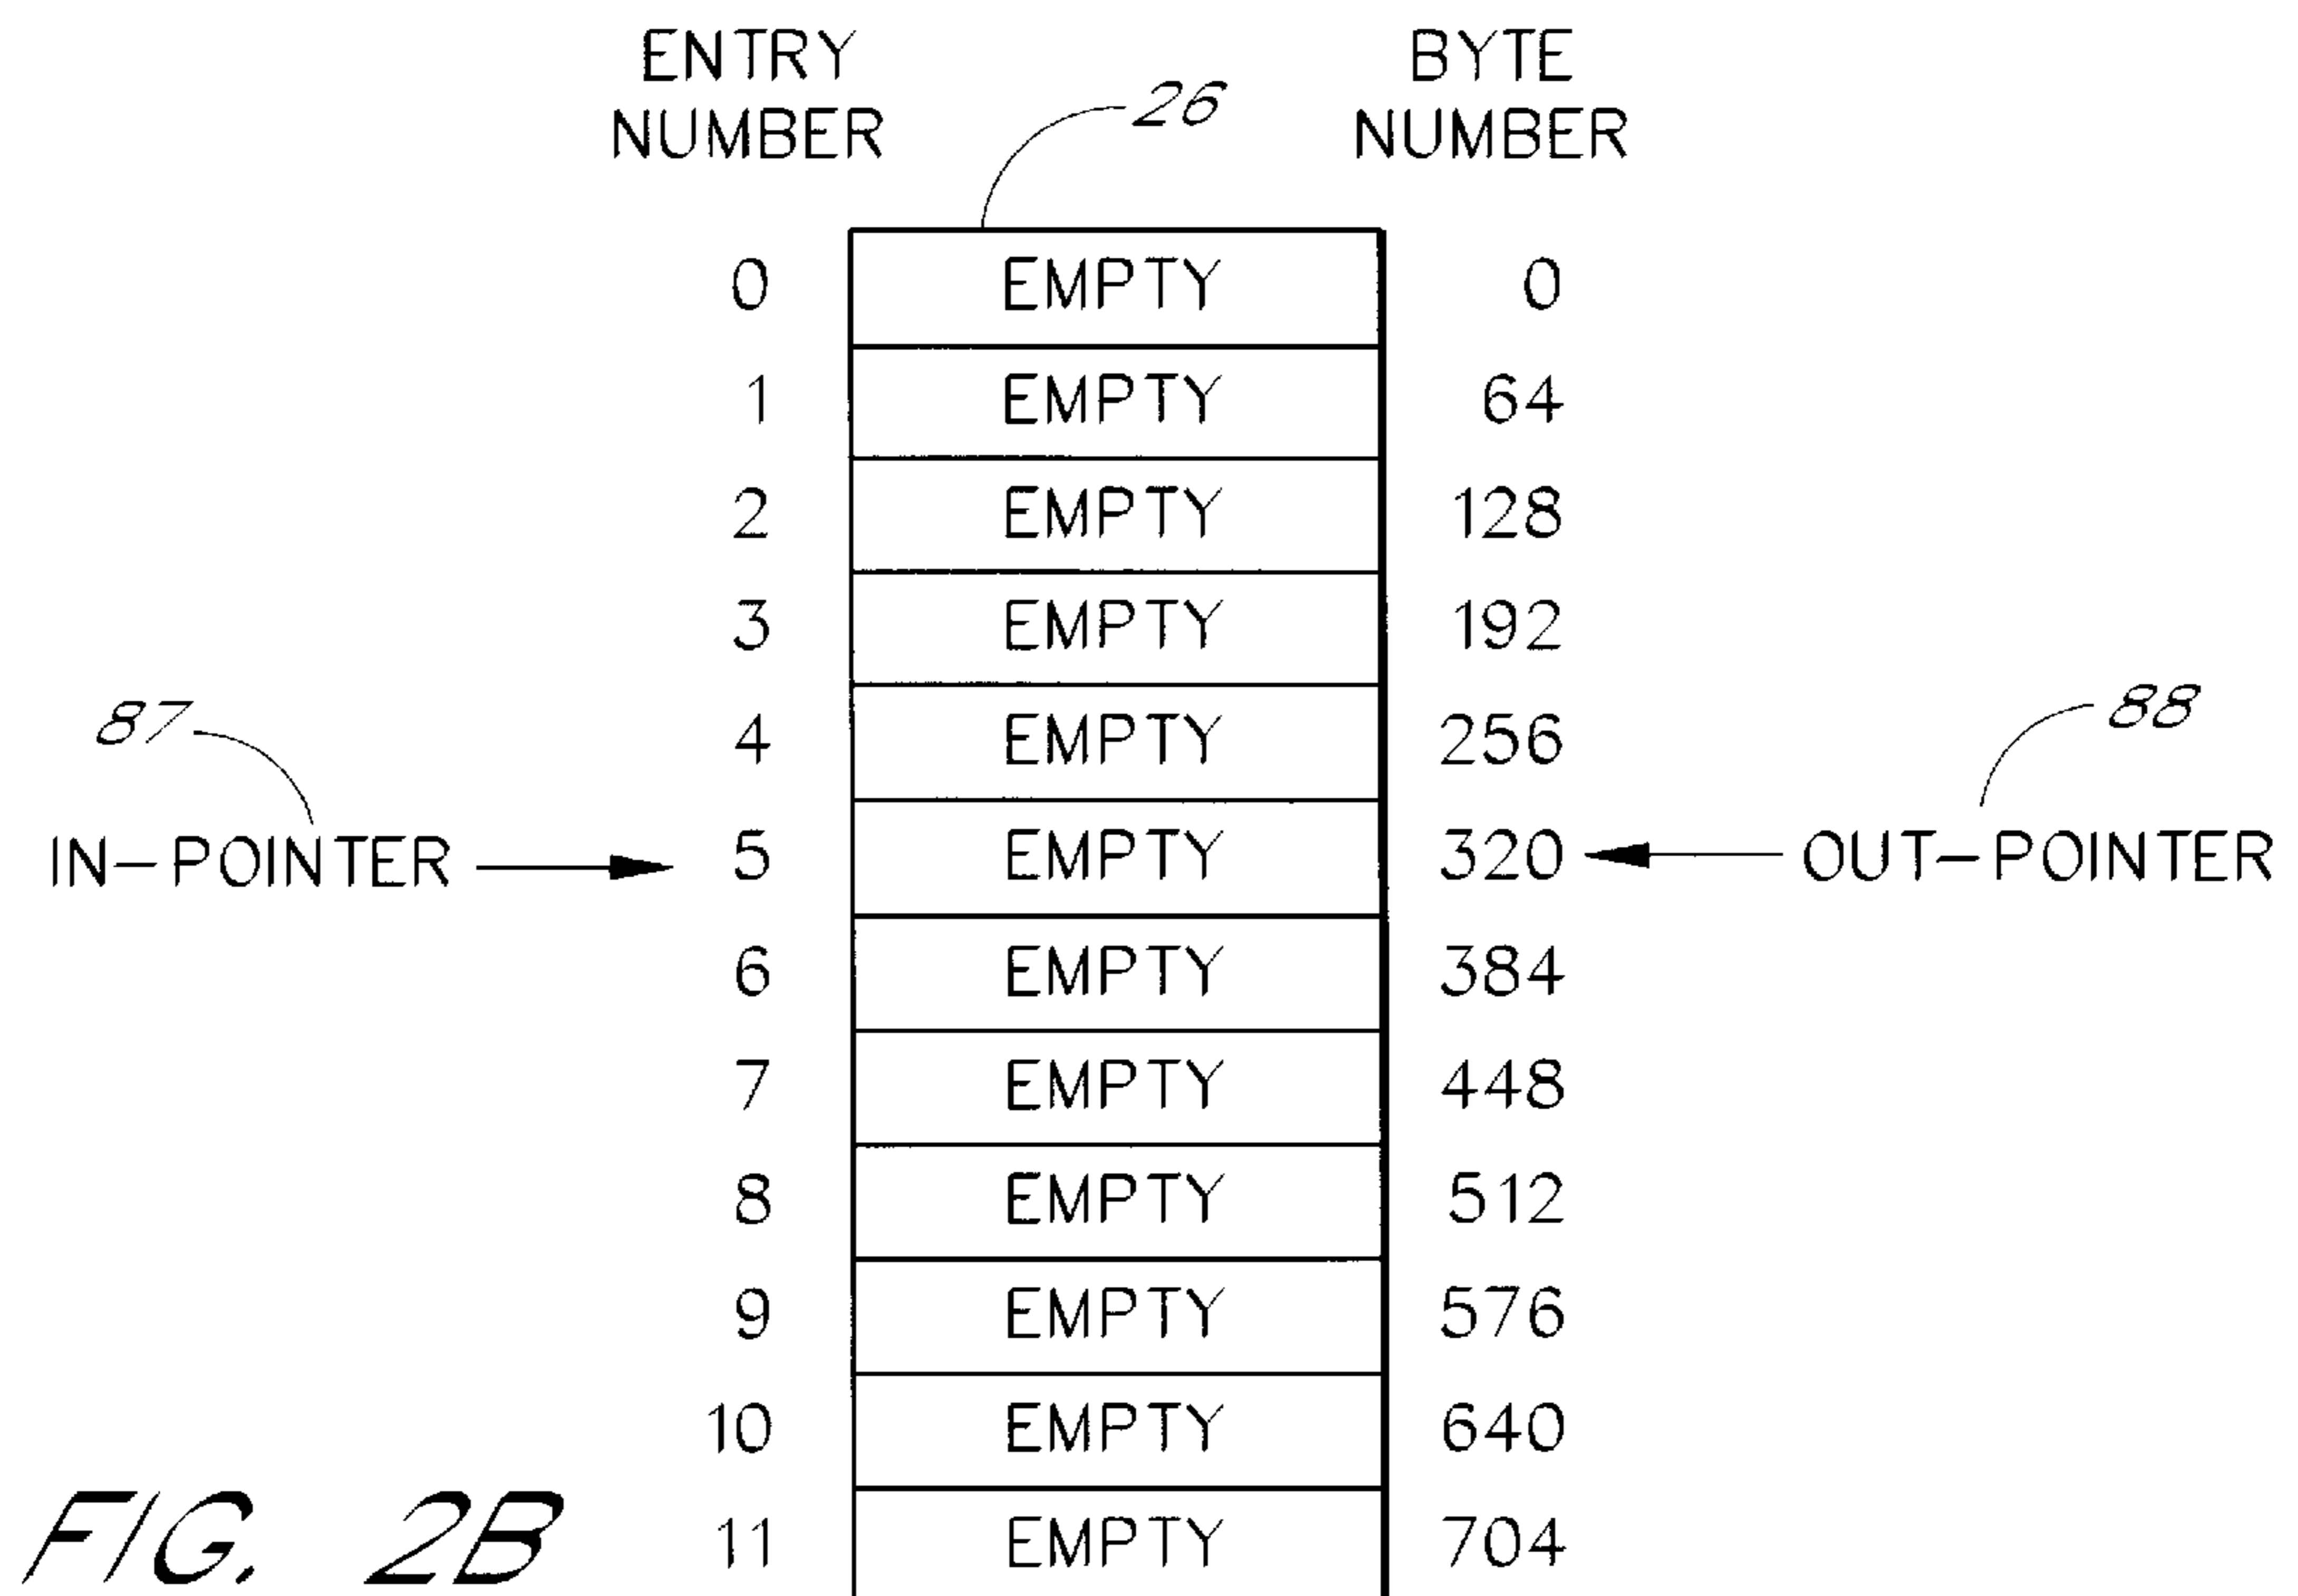 ENTRY NUMBER
26
BYTE NUMBER
0 EMPTY 0
1 EMPTY 64
2 EMPTY 128
3 EMPTY 192
87
4 EMPTY 256
88
IN-POINTER 5 EMPTY 320 OUT-POINTER
6 EMPTY 384
7 EMPTY 448
8 EMPTY 512
9 EMPTY 576
10 EMPTY 640
11 EMPTY 704
FIG. 2B